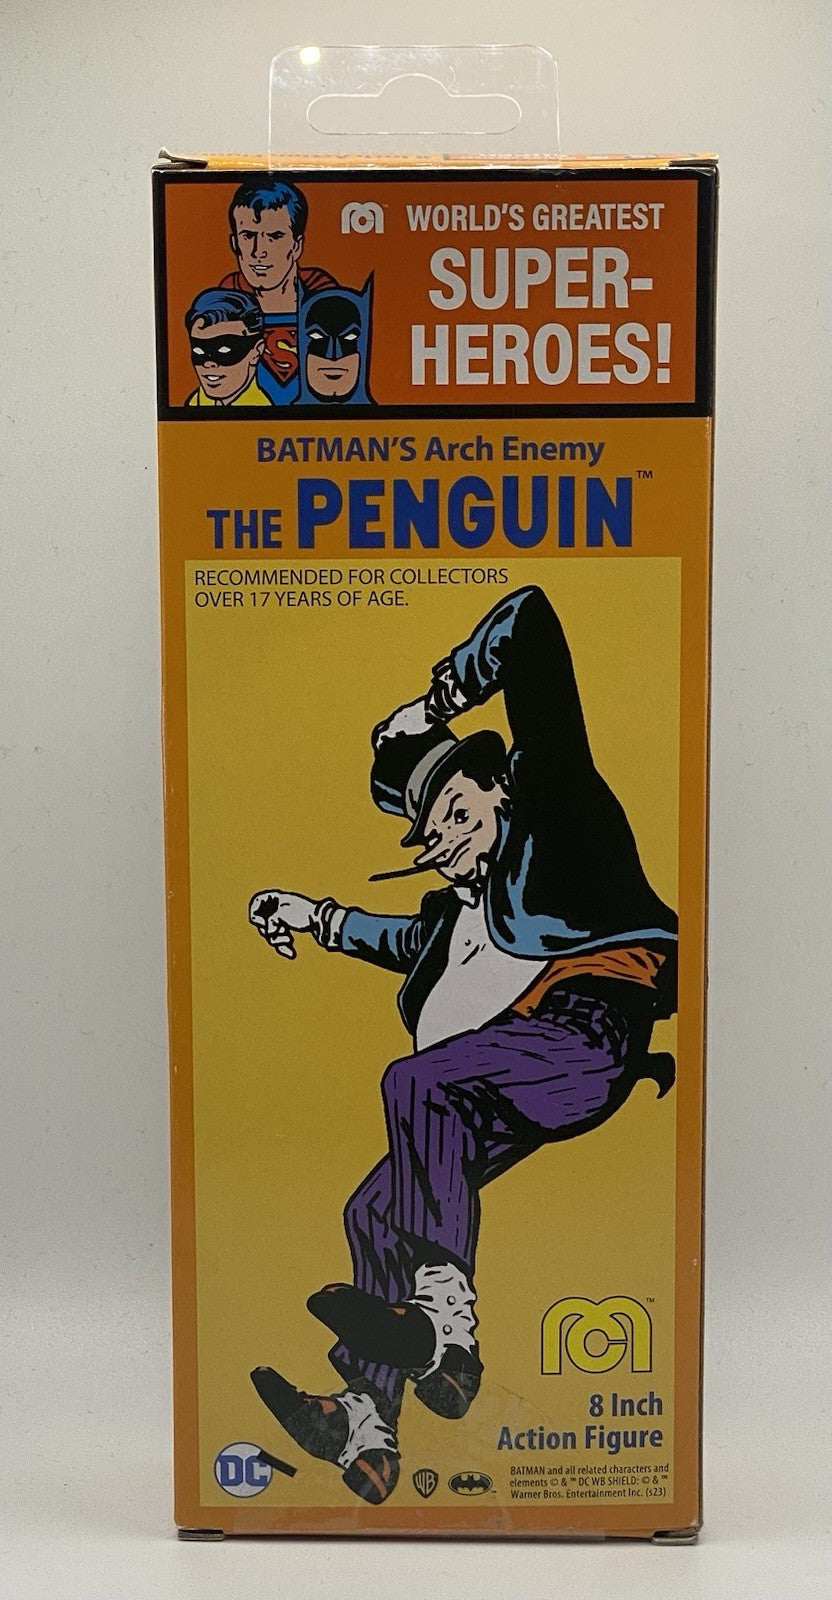 WORLD'S GREATEST
SUPER-
HEROES!
BATMAN'S Arch Enemy
THE PENGUIN™
RECOMMENDED FOR COLLECTORS
OVER 17 YEARS OF AGE.
8 Inch
Action Figure
DC
WB
BATMAN and all related characters and
elements © & ™ DC WB SHIELD: © & ™
Warner Bros. Entertainment Inc. (s23)